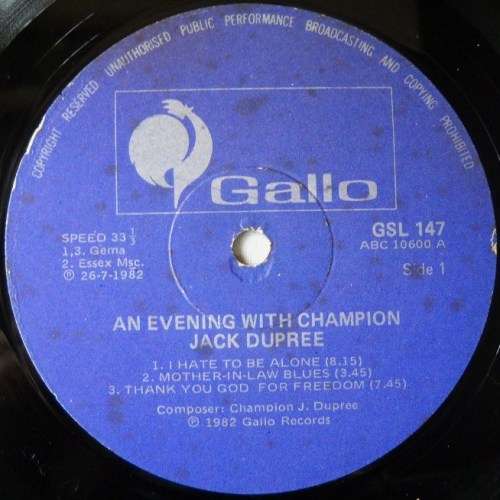 COPYRIGHT RESERVED UNAUTHORISED PUBLIC PERFORMANCE BROADCASTING AND COPYING PROHIBITED
Gallo
SPEED 33 1/3
1,3. Gema
2. Essex Msc.
℗ 26-7-1982
GSL 147
ABC 10600 A
Side 1
AN EVENING WITH CHAMPION
JACK DUPREE
1. I HATE TO BE ALONE (8.15)
2. MOTHER-IN-LAW BLUES (3.45)
3. THANK YOU GOD FOR FREEDOM (7.45)
Composer: Champion J. Dupree
℗ 1982 Gallo Records